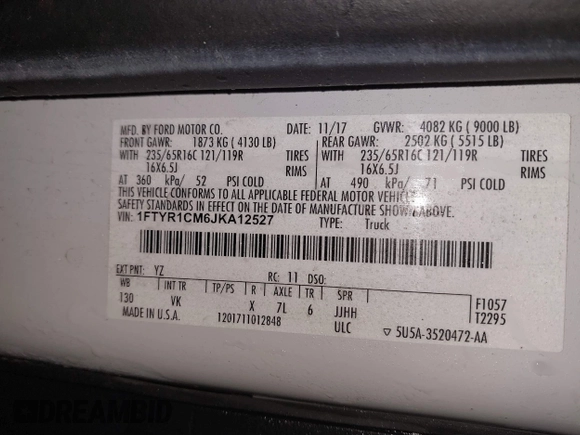 MFD. BY FORD MOTOR CO. DATE: 11/17 GVWR: 4082 KG ( 9000 LB)
FRONT GAWR: 1873 KG ( 4130 LB) REAR GAWR: 2502 KG ( 5515 LB)
WITH 235/65R16C 121/119R TIRES WITH 235/65R16C 121/119R TIRES
16X6.5J RIMS 16X6.5J RIMS
AT 360 kPa/ 52 PSI COLD AT 490 kPa/ 71 PSI COLD
THIS VEHICLE CONFORMS TO ALL APPLICABLE FEDERAL MOTOR VEHICLE
SAFETY STANDARDS IN EFFECT ON THE DATE OF MANUFACTURE SHOWN ABOVE.
VIN: 1FTYR1CM6JKA12527 TYPE: Truck
EXT PNT: YZ RC: 11 DSO:
WB INT TR TP/PS R AXLE TR SPR F1057
130 VK X 7L 6 JJHH T2295
MADE IN U.S.A. 1201711012848 ULC ▽ 5U5A-3520472-AA
DREAMBID